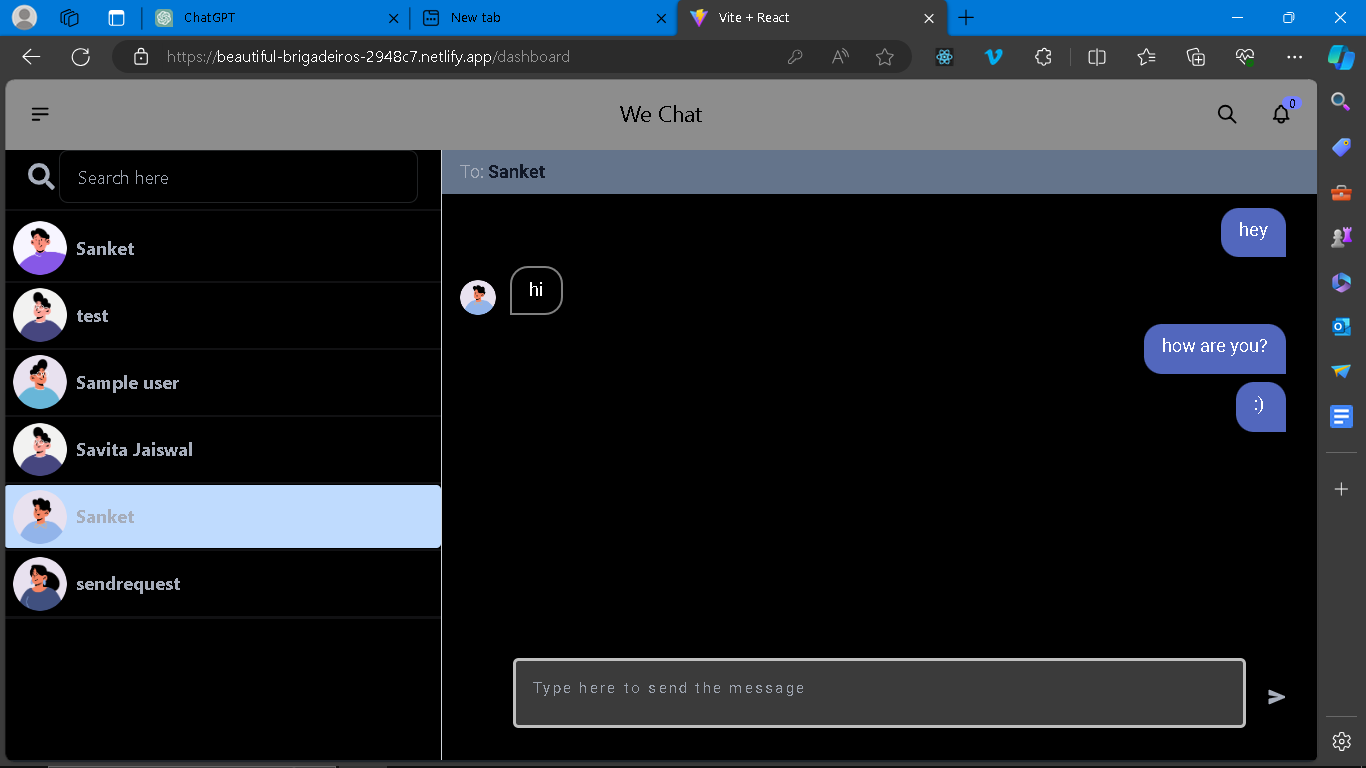 ChatGPT
New tab
Vite + React
https://beautiful-brigadeiros-2948c7.netlify.app/dashboard
We Chat
0
Search here
To: Sanket
Sanket
test
Sample user
Savita Jaiswal
Sanket
sendrequest
hey
hi
how are you?
:)
Type here to send the message